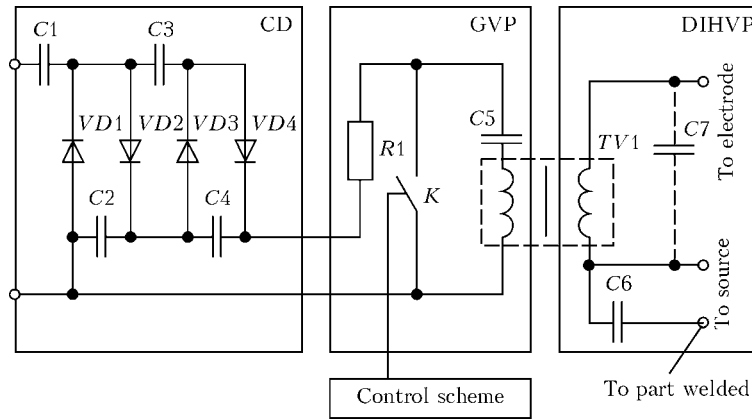 CD
GVP
DIHVP
C1
C3
VD1
VD2
VD3
VD4
C2
C4
R1
K
C5
TV1
C7
C6
To electrode
To source
To part welded
Control scheme